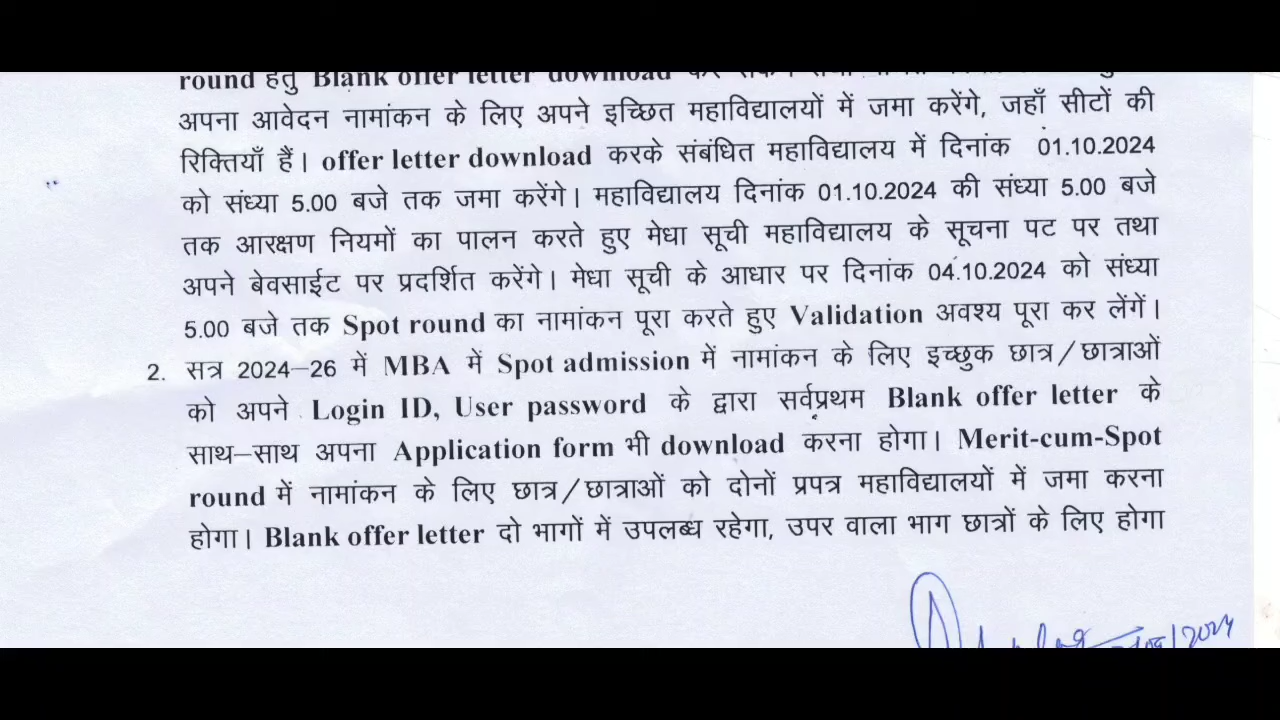 round हेतु Blank offer letter download
अपना आवेदन नामांकन के लिए अपने इच्छित महाविद्यालयों में जमा करेंगे, जहाँ सीटों की
रिक्तियाँ हैं। offer letter download करके संबंधित महाविद्यालय में दिनांक 01.10.2024
को संध्या 5.00 बजे तक जमा करेंगे। महाविद्यालय दिनांक 01.10.2024 की संध्या 5.00 बजे
तक आरक्षण नियमों का पालन करते हुए मेधा सूची महाविद्यालय के सूचना पट पर तथा
अपने बेवसाईट पर प्रदर्शित करेंगे। मेधा सूची के आधार पर दिनांक 04.10.2024 को संध्या
5.00 बजे तक Spot round का नामांकन पूरा करते हुए Validation अवश्य पूरा कर लेंगें।
2. सत्र 2024–26 में MBA में Spot admission में नामांकन के लिए इच्छुक छात्र/छात्राओं
को अपने Login ID, User password के द्वारा सर्वप्रथम Blank offer letter के
साथ–साथ अपना Application form भी download करना होगा। Merit-cum-Spot
round में नामांकन के लिए छात्र/छात्राओं को दोनों प्रपत्र महाविद्यालयों में जमा करना
होगा। Blank offer letter दो भागों में उपलब्ध रहेगा, उपर वाला भाग छात्रों के लिए होगा